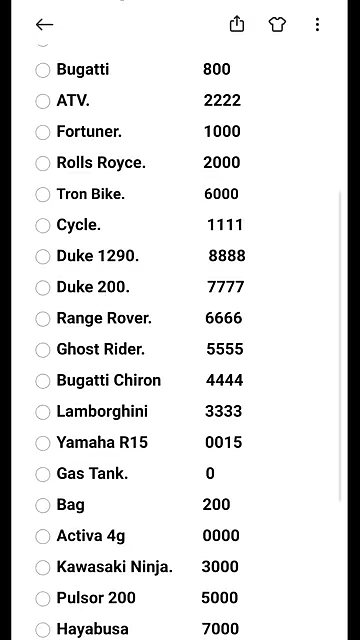 Bugatti 800
ATV. 2222
Fortuner. 1000
Rolls Royce. 2000
Tron Bike. 6000
Cycle. 1111
Duke 1290. 8888
Duke 200. 7777
Range Rover. 6666
Ghost Rider. 5555
Bugatti Chiron 4444
Lamborghini 3333
Yamaha R15 0015
Gas Tank. 0
Bag 200
Activa 4g 0000
Kawasaki Ninja. 3000
Pulsor 200 5000
Hayabusa 7000